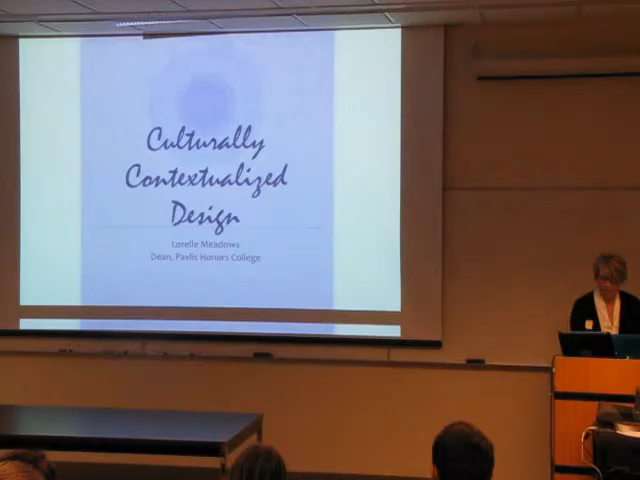 Culturally
Contextualized
Design
Lorelle Meadows
Dean, Pavlis Honors College